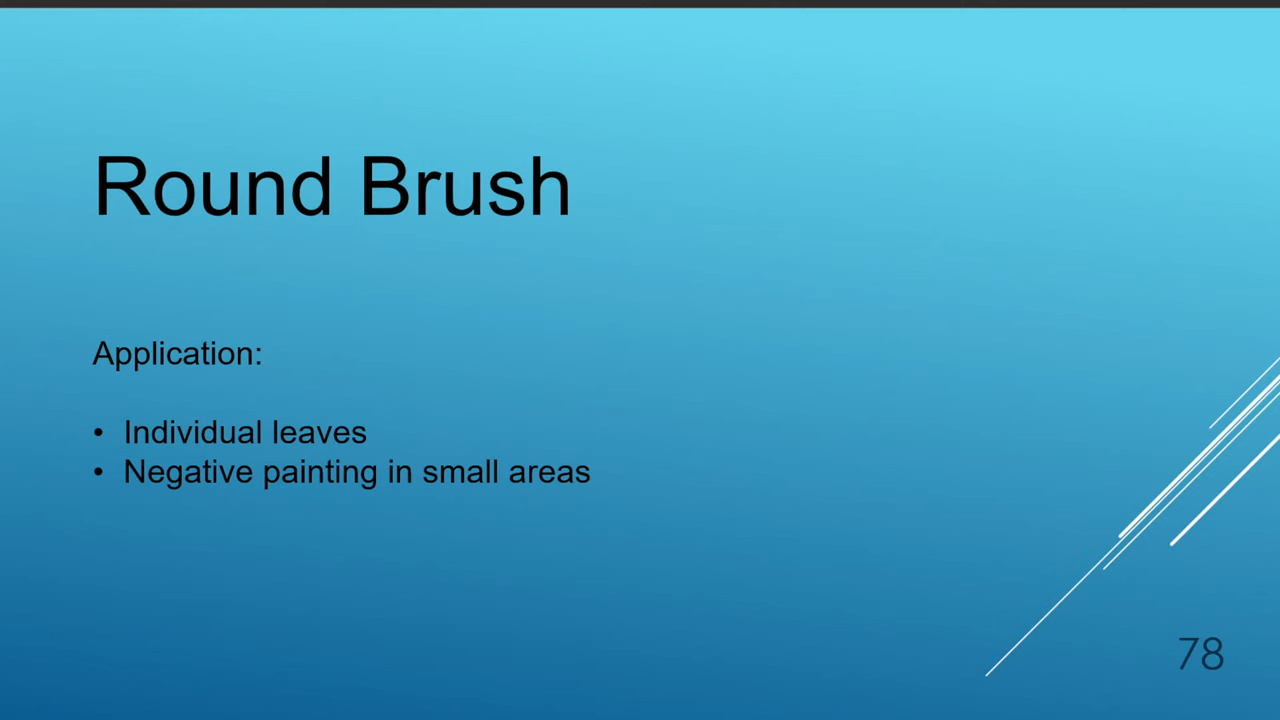 Round Brush
Application:
• Individual leaves
• Negative painting in small areas
78